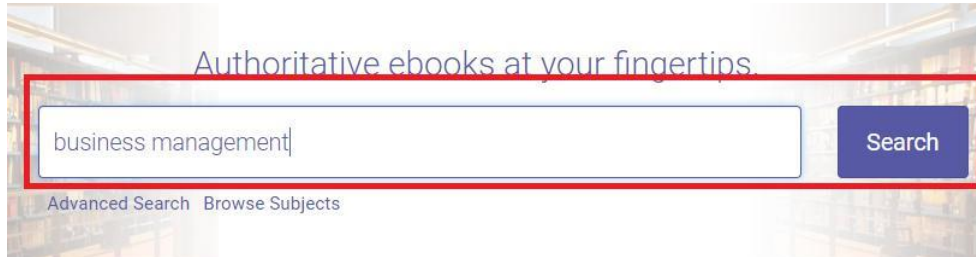 Authoritative ebooks at your fingertips.
business management
Search
Advanced Search Browse Subjects